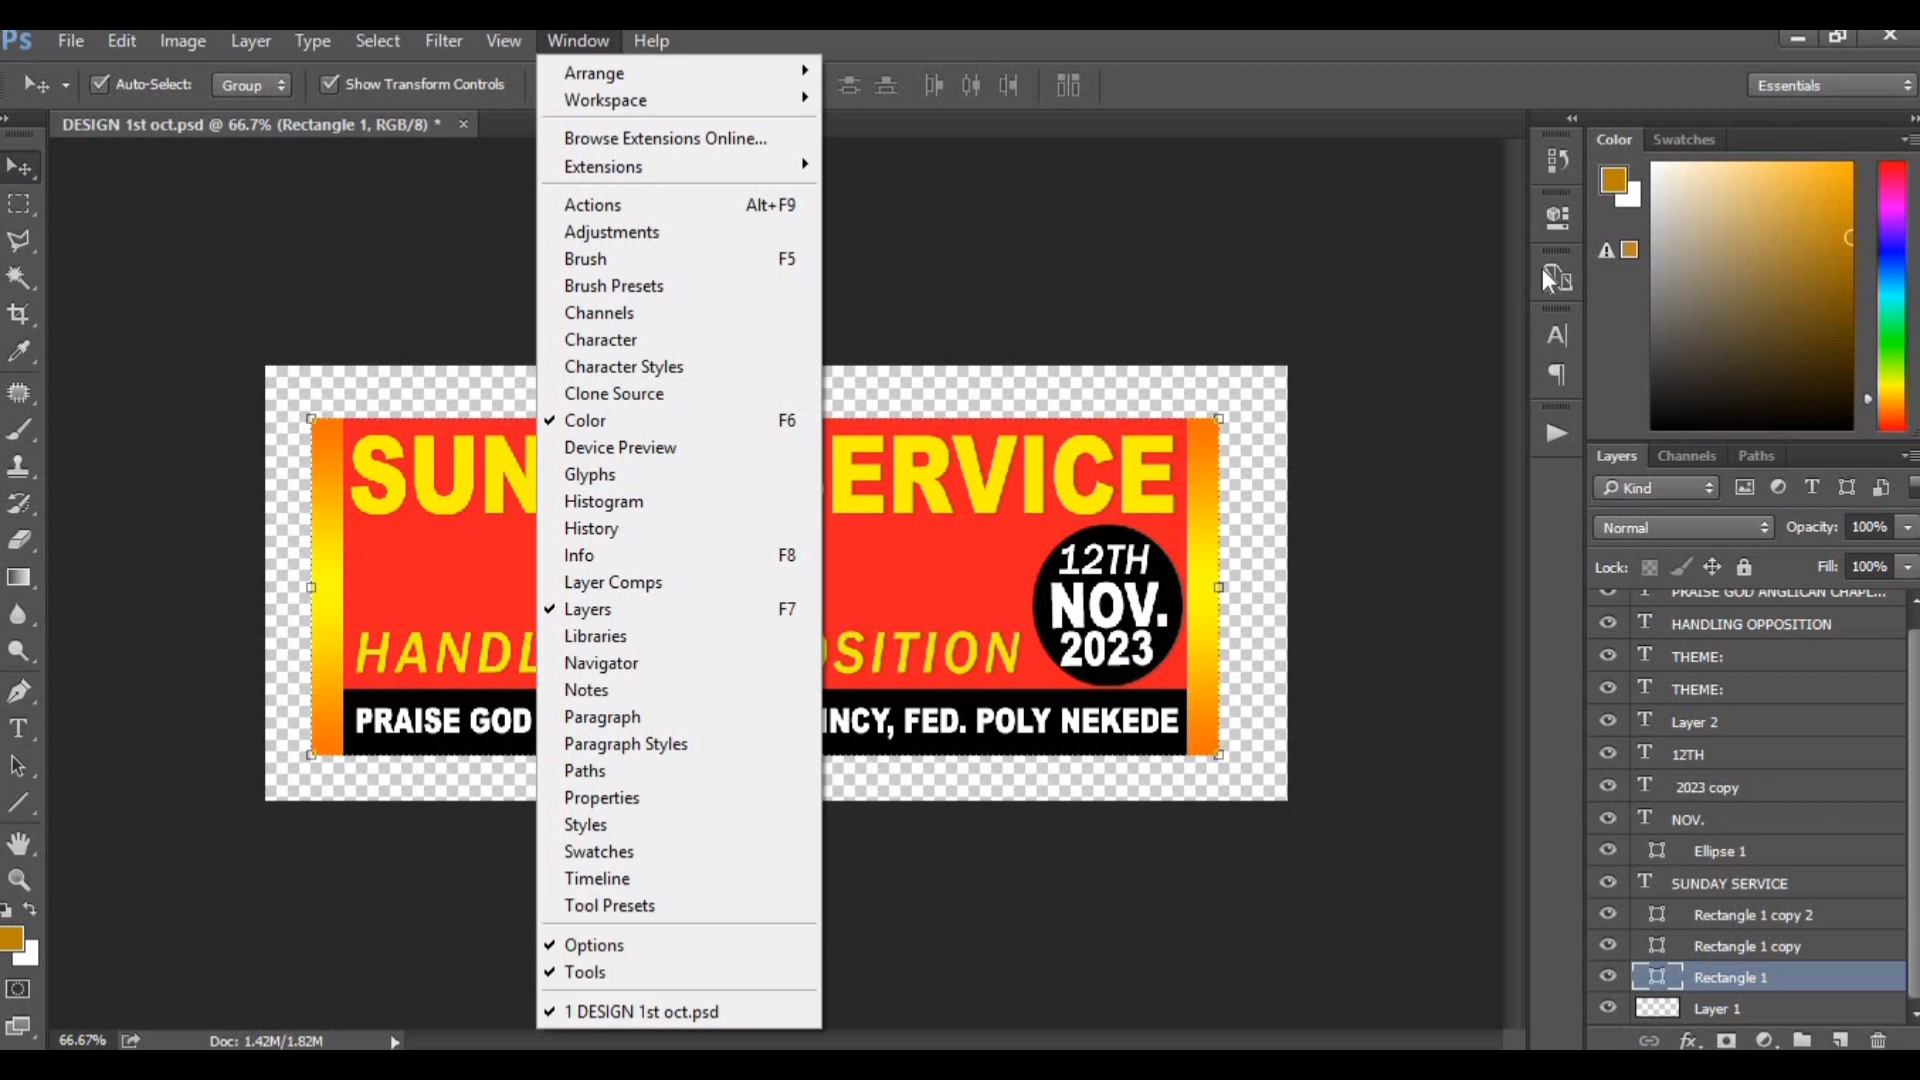 Ps File Edit Image Layer Type Select Filter View Window Help
Auto-Select: Group Show Transform Controls Essentials
DESIGN 1st oct.psd @ 66.7% (Rectangle 1, RGB/8) * ×
Arrange
Workspace
Browse Extensions Online...
Extensions
Actions Alt+F9
Adjustments
Brush F5
Brush Presets
Channels
Character
Character Styles
Clone Source
Color F6
Device Preview
Glyphs
Histogram
History
Info F8
Layer Comps
Layers F7
Libraries
Navigator
Notes
Paragraph
Paragraph Styles
Paths
Properties
Styles
Swatches
Timeline
Tool Presets
Options
Tools
1 DESIGN 1st oct.psd
SUN SERVICE
12TH
NOV.
2023
HANDL OSITION
PRAISE GOD INCY, FED. POLY NEKEDE
Color Swatches
Layers Channels Paths
Kind
Normal Opacity: 100%
Lock: Fill: 100%
PRAISE GOD ANGLICAN CHAPL...
HANDLING OPPOSITION
THEME:
THEME:
Layer 2
12TH
2023 copy
NOV.
Ellipse 1
SUNDAY SERVICE
Rectangle 1 copy 2
Rectangle 1 copy
Rectangle 1
Layer 1
fx
66.67% Doc: 1.42M/1.82M